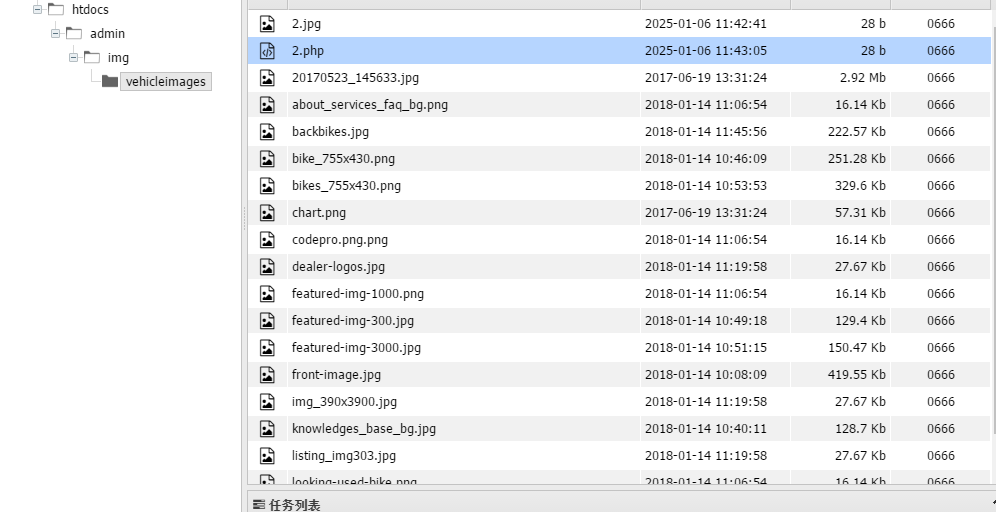 htdocs
admin
img
vehicleimages
2.jpg 2025-01-06 11:42:41 28 b 0666
2.php 2025-01-06 11:43:05 28 b 0666
20170523_145633.jpg 2017-06-19 13:31:24 2.92 Mb 0666
about_services_faq_bg.png 2018-01-14 11:06:54 16.14 Kb 0666
backbikes.jpg 2018-01-14 11:45:56 222.57 Kb 0666
bike_755x430.png 2018-01-14 10:46:09 251.28 Kb 0666
bikes_755x430.png 2018-01-14 10:53:53 329.6 Kb 0666
chart.png 2017-06-19 13:31:24 57.31 Kb 0666
codepro.png.png 2018-01-14 11:06:54 16.14 Kb 0666
dealer-logos.jpg 2018-01-14 11:19:58 27.67 Kb 0666
featured-img-1000.png 2018-01-14 11:06:54 16.14 Kb 0666
featured-img-300.jpg 2018-01-14 10:49:18 129.4 Kb 0666
featured-img-3000.jpg 2018-01-14 10:51:15 150.47 Kb 0666
front-image.jpg 2018-01-14 10:08:09 419.55 Kb 0666
img_390x3900.jpg 2018-01-14 11:19:58 27.67 Kb 0666
knowledges_base_bg.jpg 2018-01-14 10:40:11 128.7 Kb 0666
listing_img303.jpg 2018-01-14 11:19:58 27.67 Kb 0666
looking-used-bike.png 2018-01-14 11:06:54 16.14 Kb 0666
任务列表